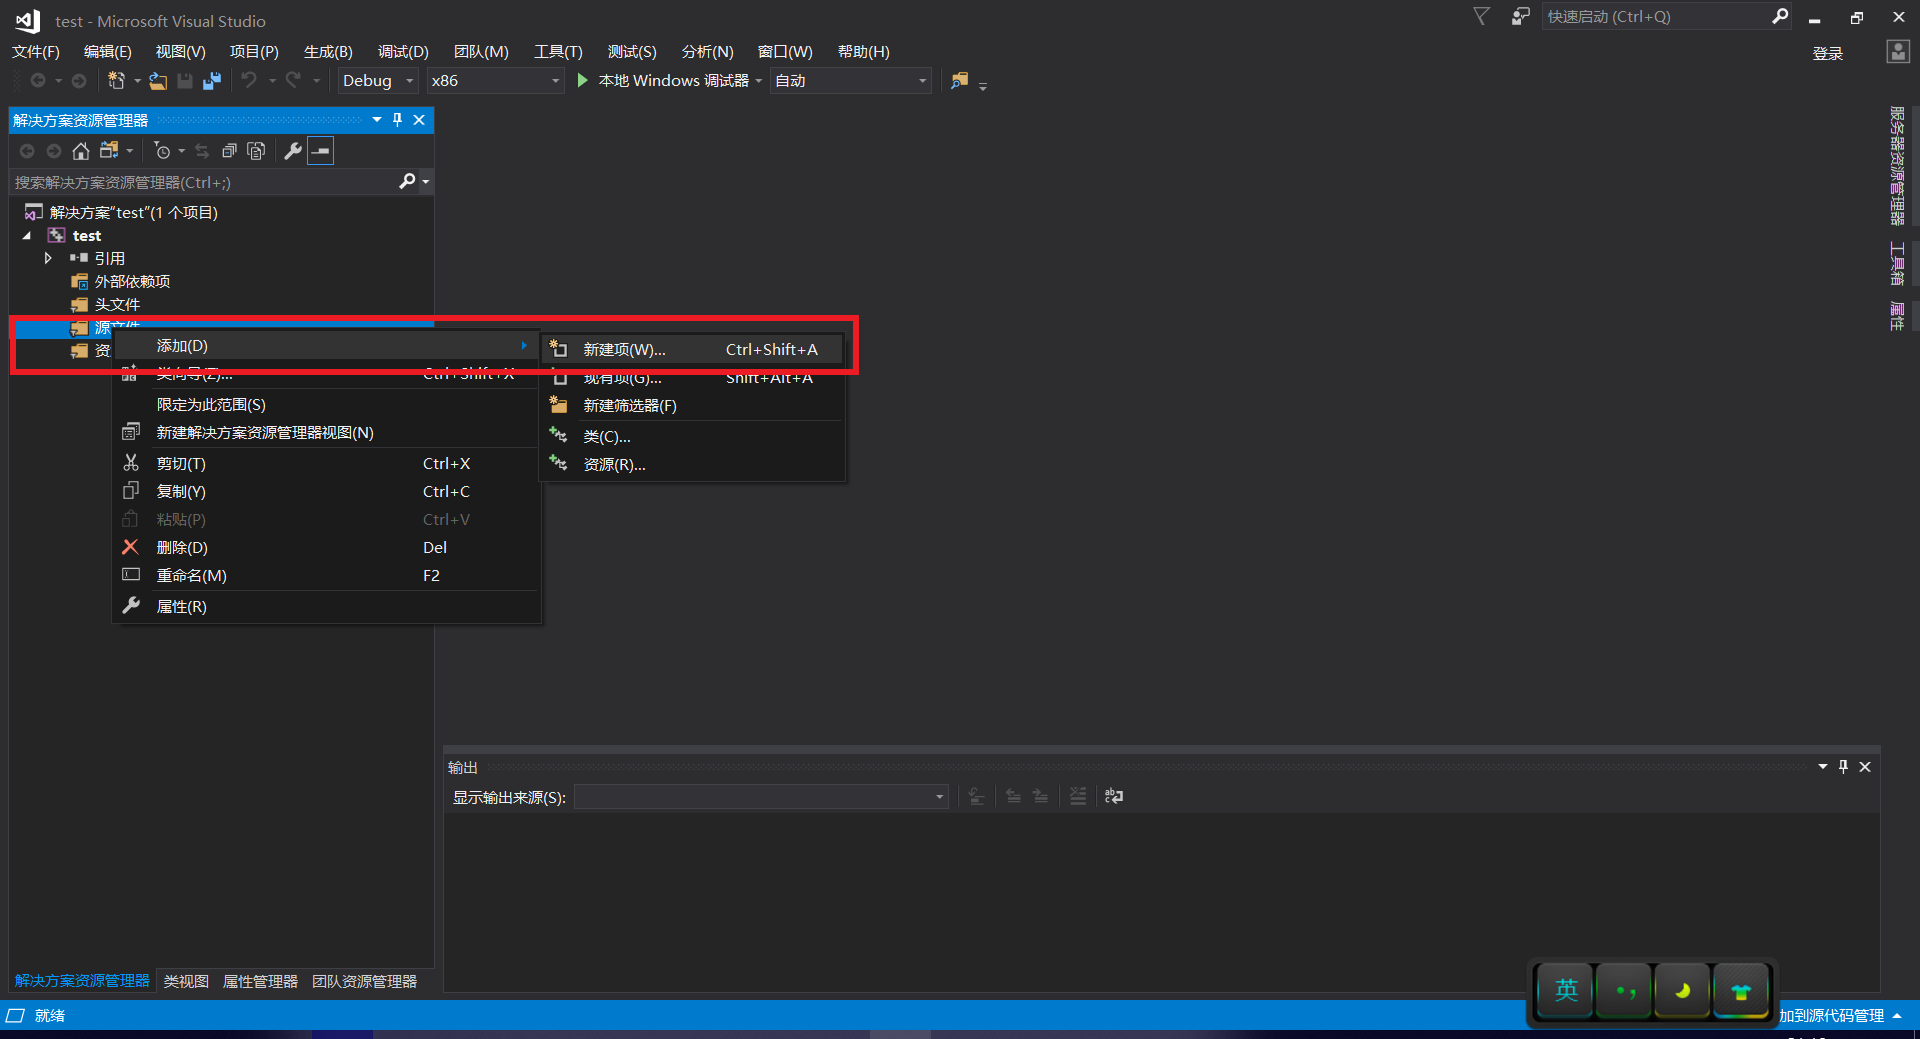 test - Microsoft Visual Studio
快速启动 (Ctrl+Q)
文件(F) 编辑(E) 视图(V) 项目(P) 生成(B) 调试(D) 团队(M) 工具(T) 测试(S) 分析(N) 窗口(W) 帮助(H)
登录
Debug x86 本地 Windows 调试器 自动
解决方案资源管理器
搜索解决方案资源管理器(Ctrl+;)
解决方案"test"(1 个项目)
test
引用
外部依赖项
头文件
源文件
资
添加(D)
类向导(Z)... Ctrl+Shift+X
限定为此范围(S)
新建解决方案资源管理器视图(N)
剪切(T) Ctrl+X
复制(Y) Ctrl+C
粘贴(P) Ctrl+V
删除(D) Del
重命名(M) F2
属性(R)
新建项(W)... Ctrl+Shift+A
现有项(G)... Shift+Alt+A
新建筛选器(F)
类(C)...
资源(R)...
服务器资源管理器
工具箱
属性
输出
显示输出来源(S):
解决方案资源管理器 类视图 属性管理器 团队资源管理器
英
就绪
加到源代码管理